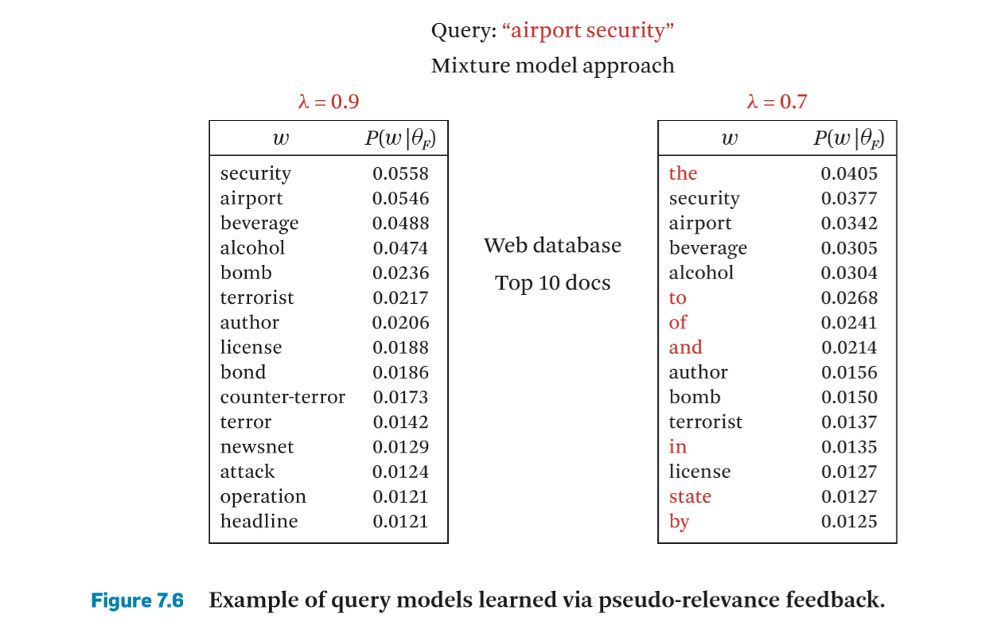 Query: “airport security”
Mixture model approach
λ = 0.9
w P(w|θF)
security 0.0558
airport 0.0546
beverage 0.0488
alcohol 0.0474
bomb 0.0236
terrorist 0.0217
author 0.0206
license 0.0188
bond 0.0186
counter-terror 0.0173
terror 0.0142
newsnet 0.0129
attack 0.0124
operation 0.0121
headline 0.0121
Web database
Top 10 docs
λ = 0.7
w P(w|θF)
the 0.0405
security 0.0377
airport 0.0342
beverage 0.0305
alcohol 0.0304
to 0.0268
of 0.0241
and 0.0214
author 0.0156
bomb 0.0150
terrorist 0.0137
in 0.0135
license 0.0127
state 0.0127
by 0.0125
Figure 7.6 Example of query models learned via pseudo-relevance feedback.